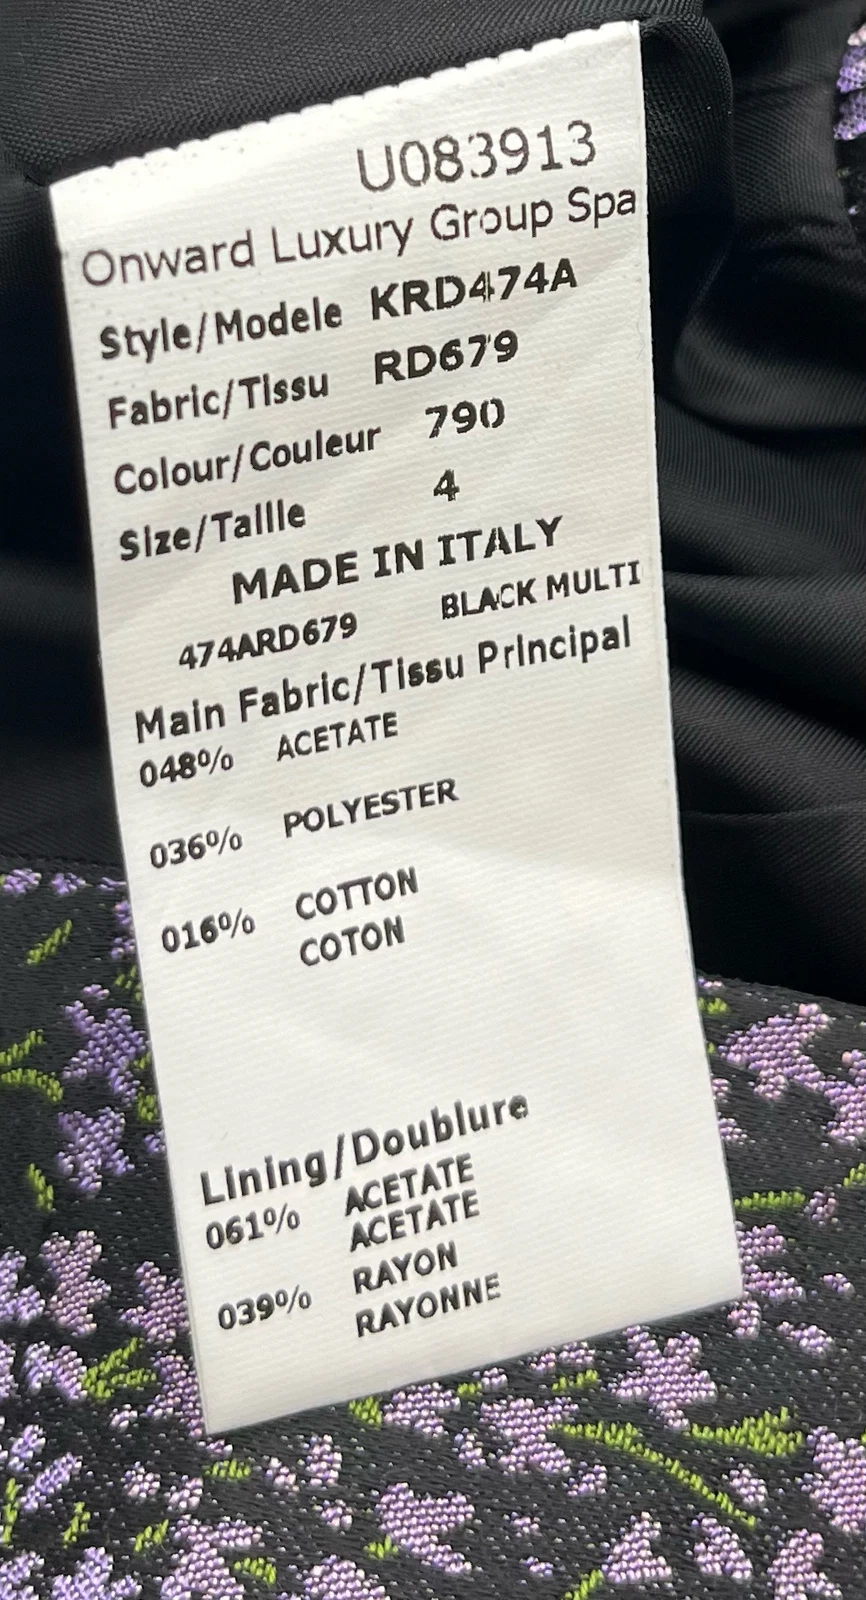 U083913
Onward Luxury Group Spa
Style/Modele KRD474A
Fabric/Tissu RD679
Colour/Couleur 790
Size/Taille 4
MADE IN ITALY
474ARD679 BLACK MULTI
Main Fabric/Tissu Principal
048% ACETATE
036% POLYESTER
016% COTTON
COTON
Lining/Doublure
061% ACETATE
ACETATE
039% RAYON
RAYONNE